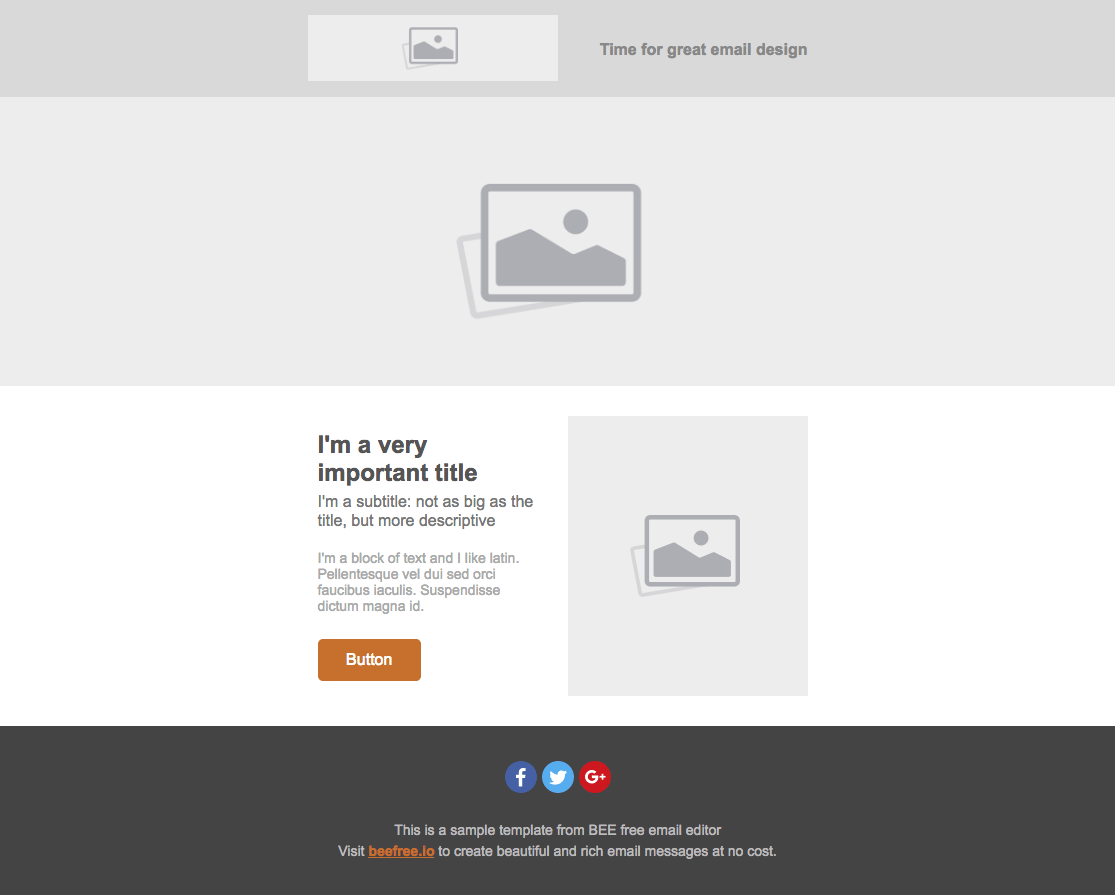 Time for great email design
I'm a very
important title
I'm a subtitle: not as big as the
title, but more descriptive
I'm a block of text and I like latin.
Pellentesque vel dui sed orci
faucibus iaculis. Suspendisse
dictum magna id.
Button
This is a sample template from BEE free email editor
Visit beefree.io to create beautiful and rich email messages at no cost.